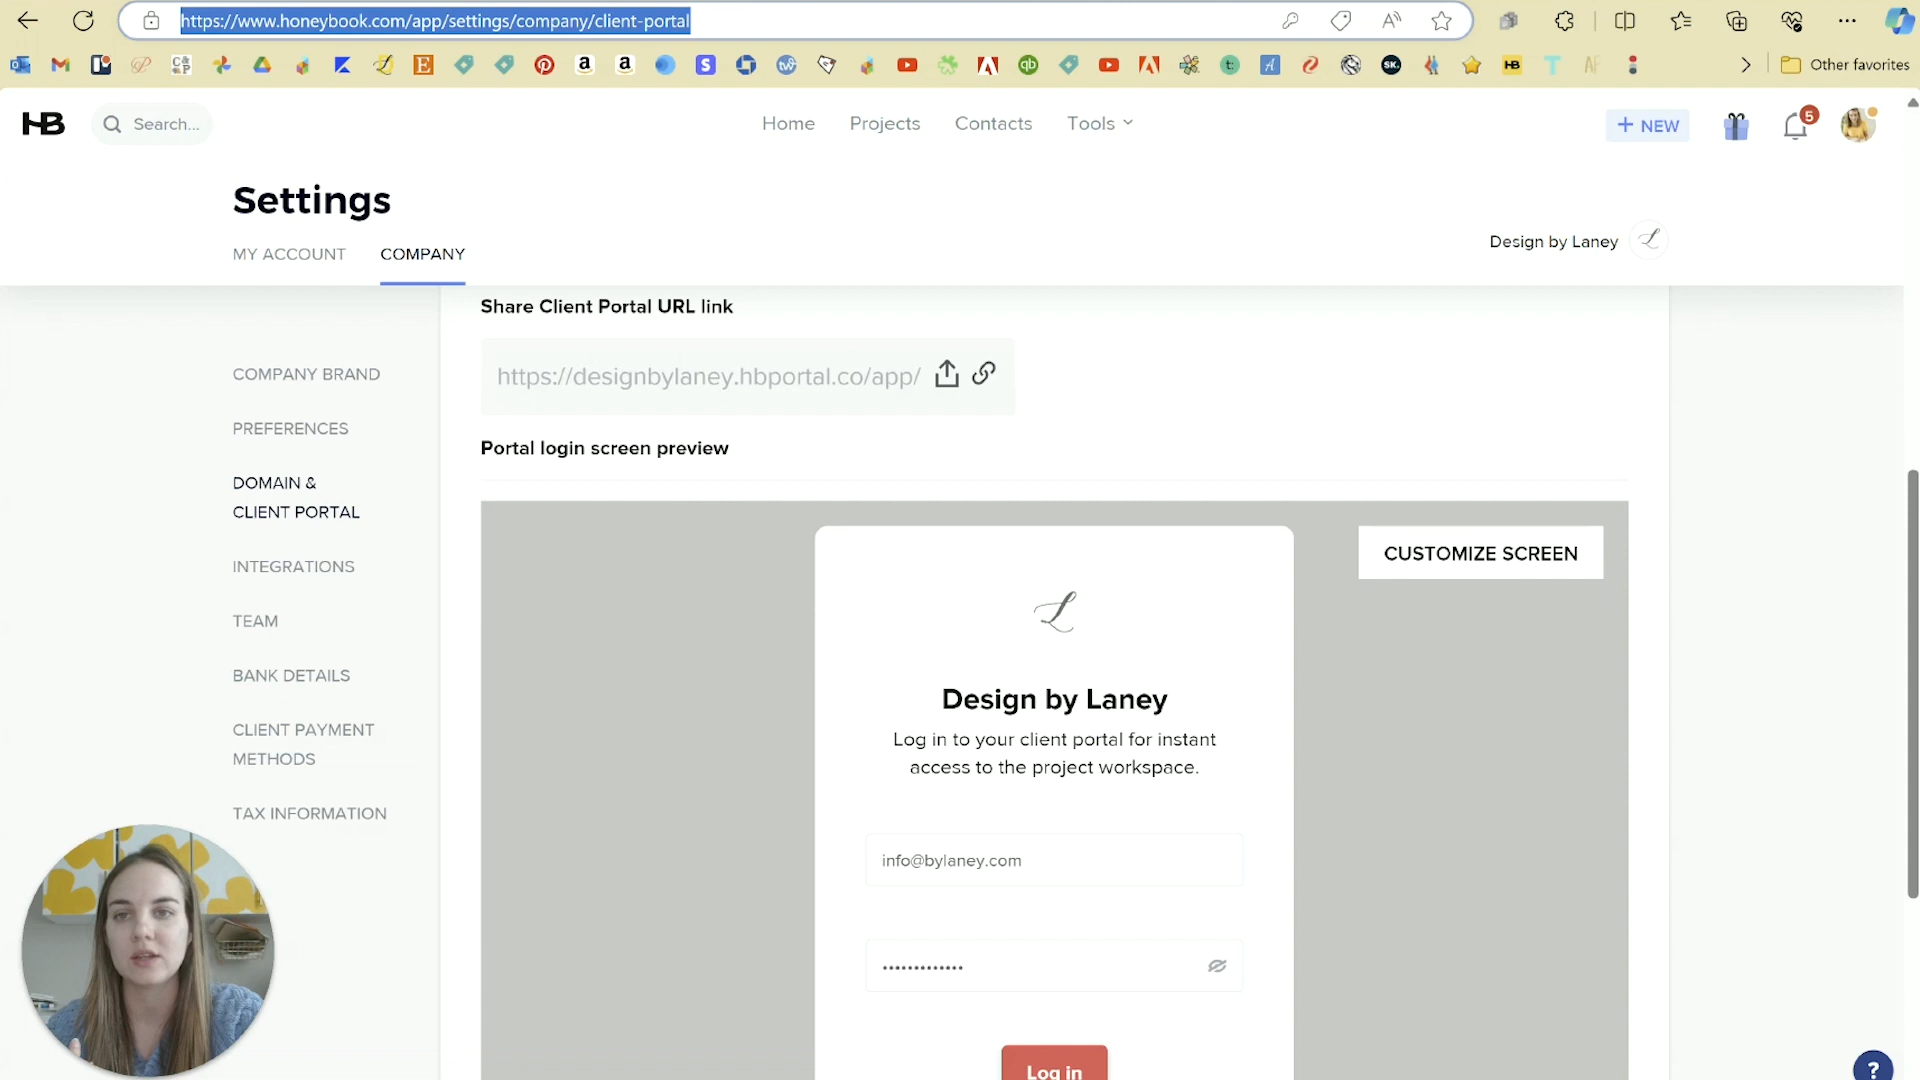 https://www.honeybook.com/app/settings/company/client-portal
Other favorites
HB
Search...
Home
Projects
Contacts
Tools
+ NEW
5
Settings
MY ACCOUNT
COMPANY
Design by Laney
Share Client Portal URL link
https://designbylaney.hbportal.co/app/
Portal login screen preview
COMPANY BRAND
PREFERENCES
DOMAIN &
CLIENT PORTAL
INTEGRATIONS
TEAM
BANK DETAILS
CLIENT PAYMENT
METHODS
TAX INFORMATION
CUSTOMIZE SCREEN
L
Design by Laney
Log in to your client portal for instant
access to the project workspace.
info@bylaney.com
•••••••••••••
Log in
?